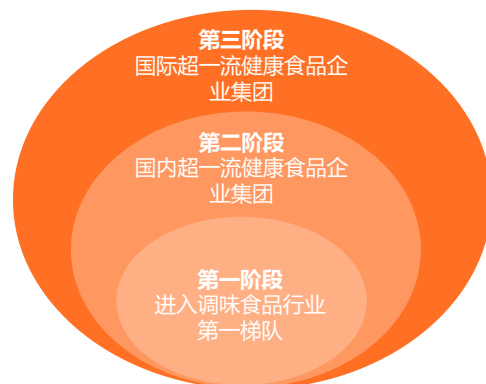 第三阶段
国际超一流健康食品企
业集团
第二阶段
国内超一流健康食品企
业集团
第一阶段
进入调味食品行业
第一梯队